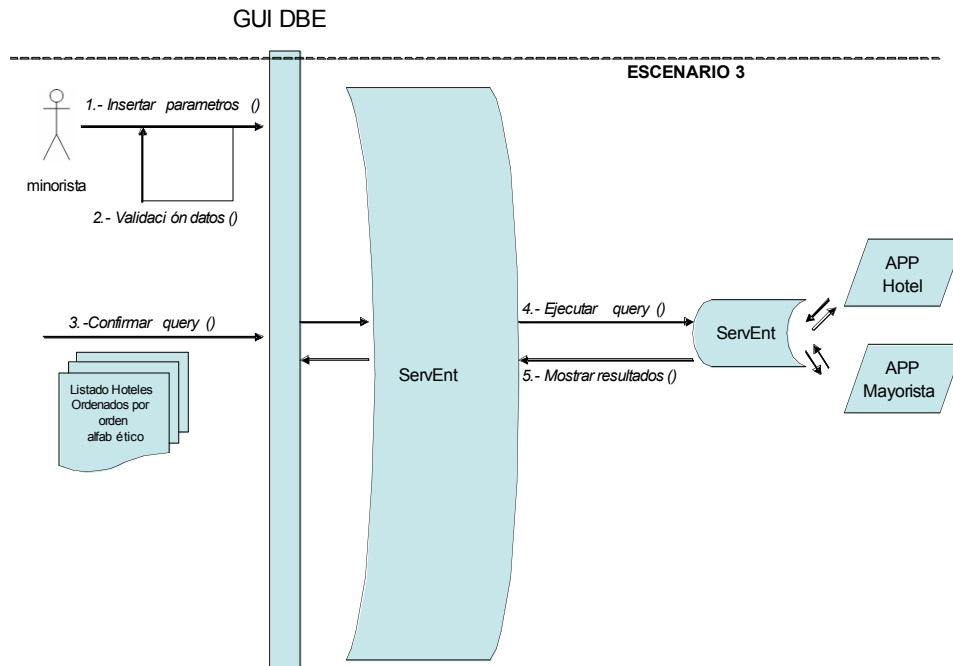 GUI DBE
ESCENARIO 3
1.- Insertar parametros ()
minorista
2.- Validaci ón datos ()
APP
Hotel
3.-Confirmar query ()
4.- Ejecutar query ()
ServEnt
ServEnt
5.- Mostrar resultados ()
APP
Mayorista
Listado Hoteles
Ordenados por
orden
alfab ético